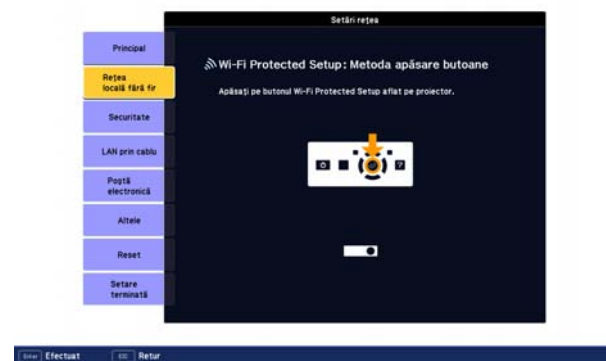 Setări rețea
Principal
Rețea
locală fără fir
Securitate
LAN prin cablu
Poștă
electronică
Altele
Reset
Setare
terminată
Wi-Fi Protected Setup: Metoda apăsare butoane
Apăsați pe butonul Wi-Fi Protected Setup aflat pe proiector.
?
Enter Efectuat ESC Retur